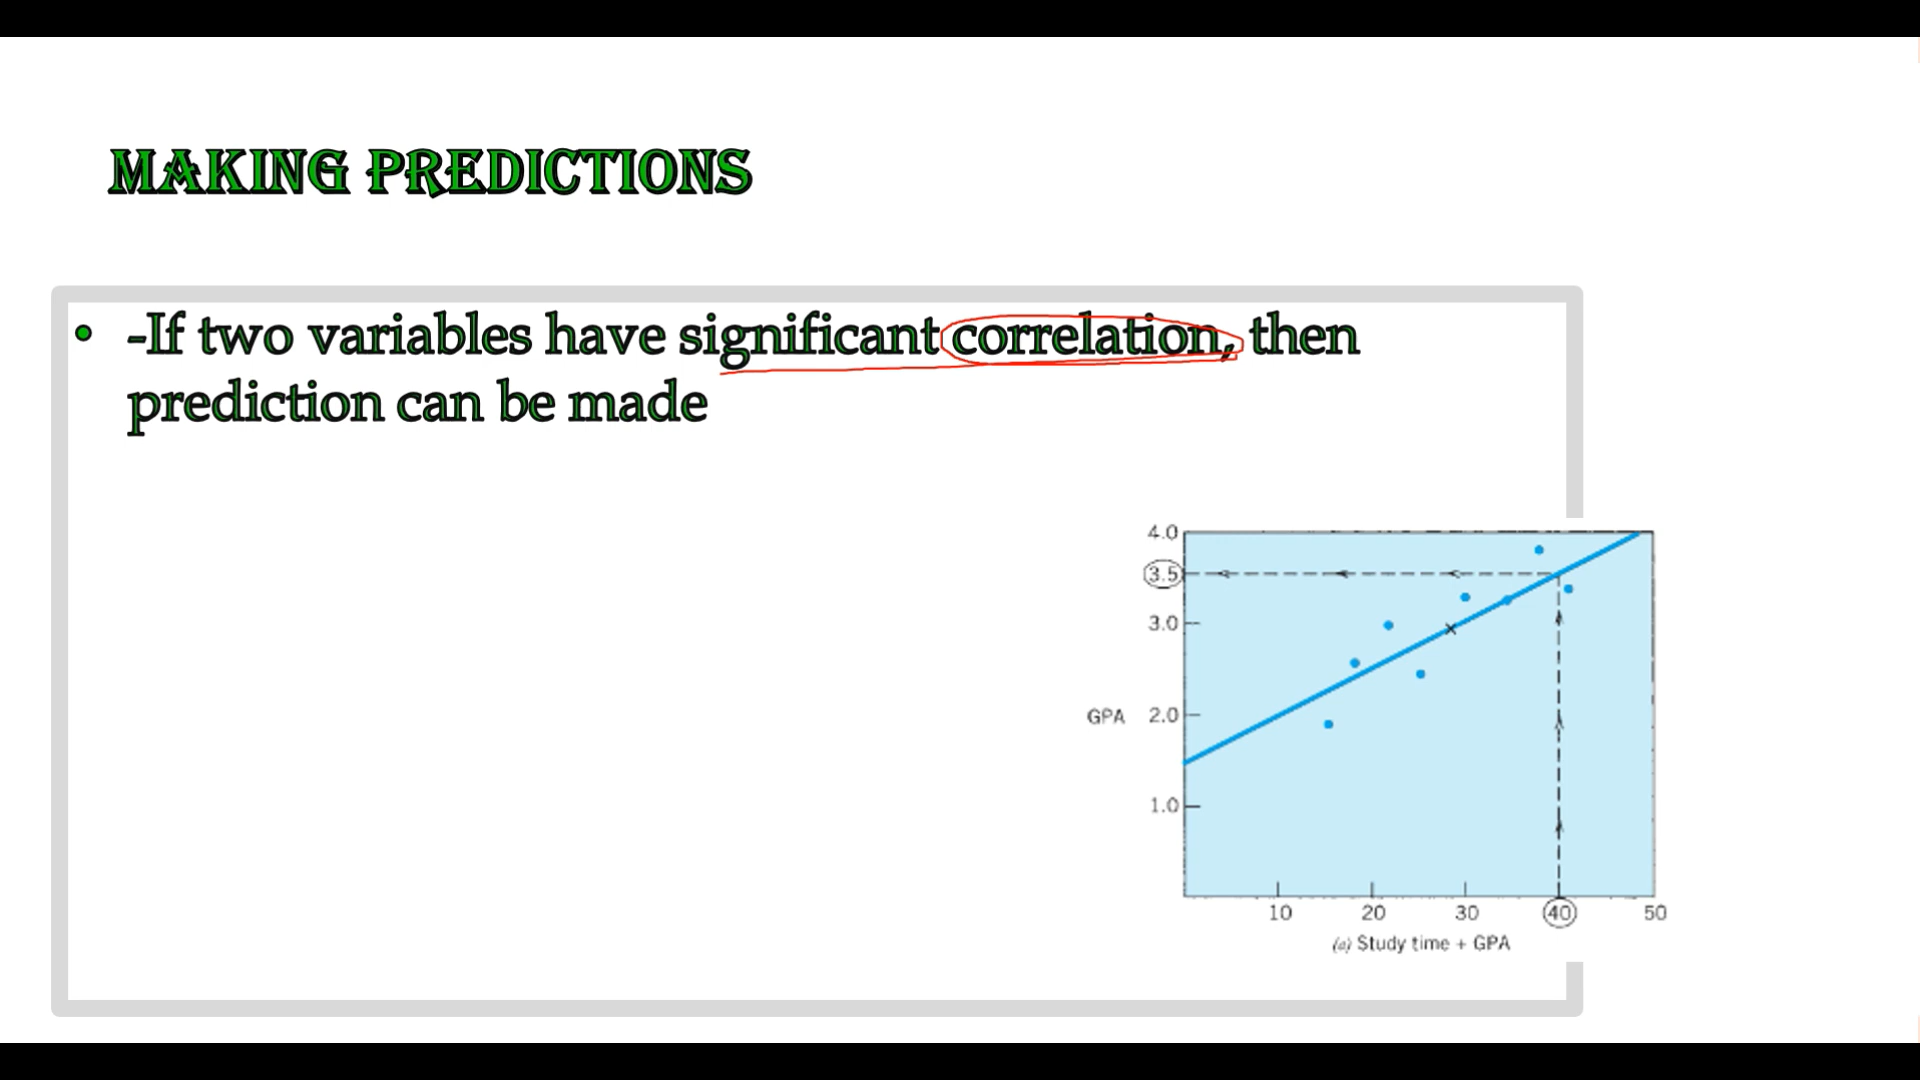 MAKING PREDICTIONS
• -If two variables have significant correlation, then
prediction can be made
4.0
3.5
3.0
GPA 2.0
1.0
10 20 30 40 50
(a) Study time + GPA